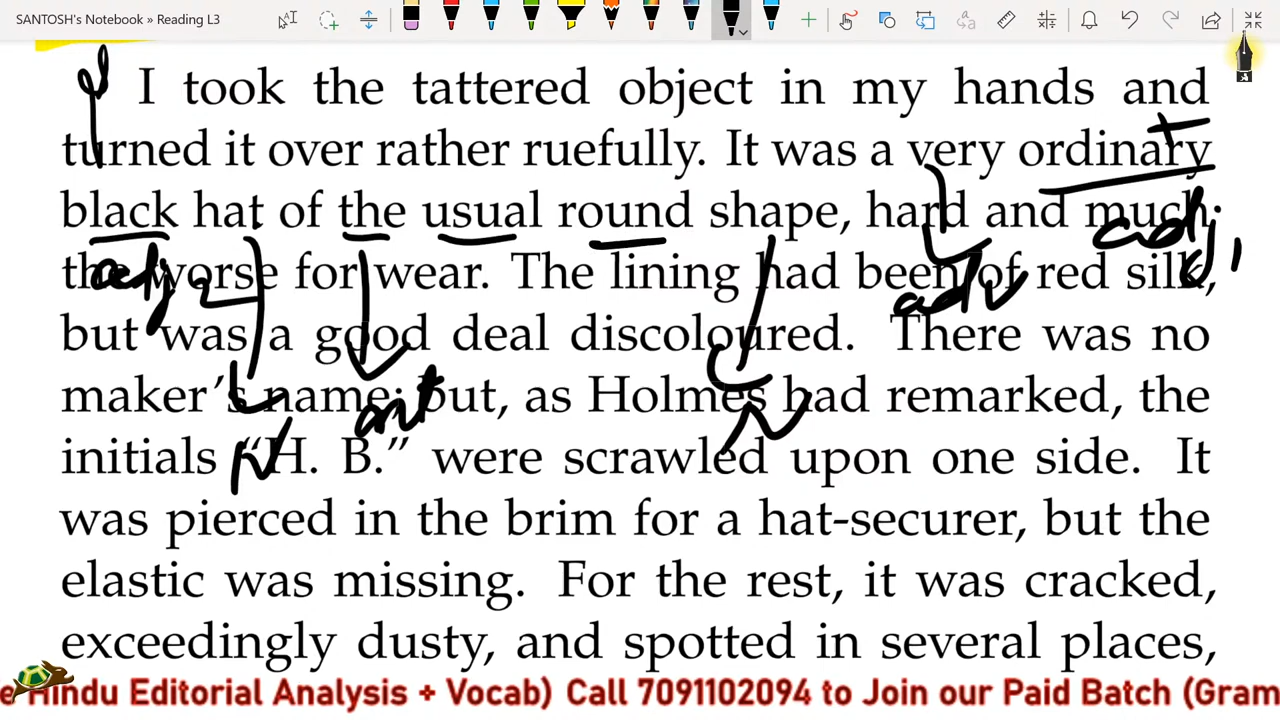 SANTOSH's Notebook » Reading L3
I took the tattered object in my hands and
turned it over rather ruefully. It was a very ordinary
black hat of the usual round shape, hard and much
the worse for wear. The lining had been of red silk,
but was a good deal discoloured. There was no
maker's name; but, as Holmes had remarked, the
initials “H. B.” were scrawled upon one side. It
was pierced in the brim for a hat-securer, but the
elastic was missing. For the rest, it was cracked,
exceedingly dusty, and spotted in several places,
adj 2
N
art
N
adv
adj 1
e Hindu Editorial Analysis + Vocab) Call 7091102094 to Join our Paid Batch (Gram